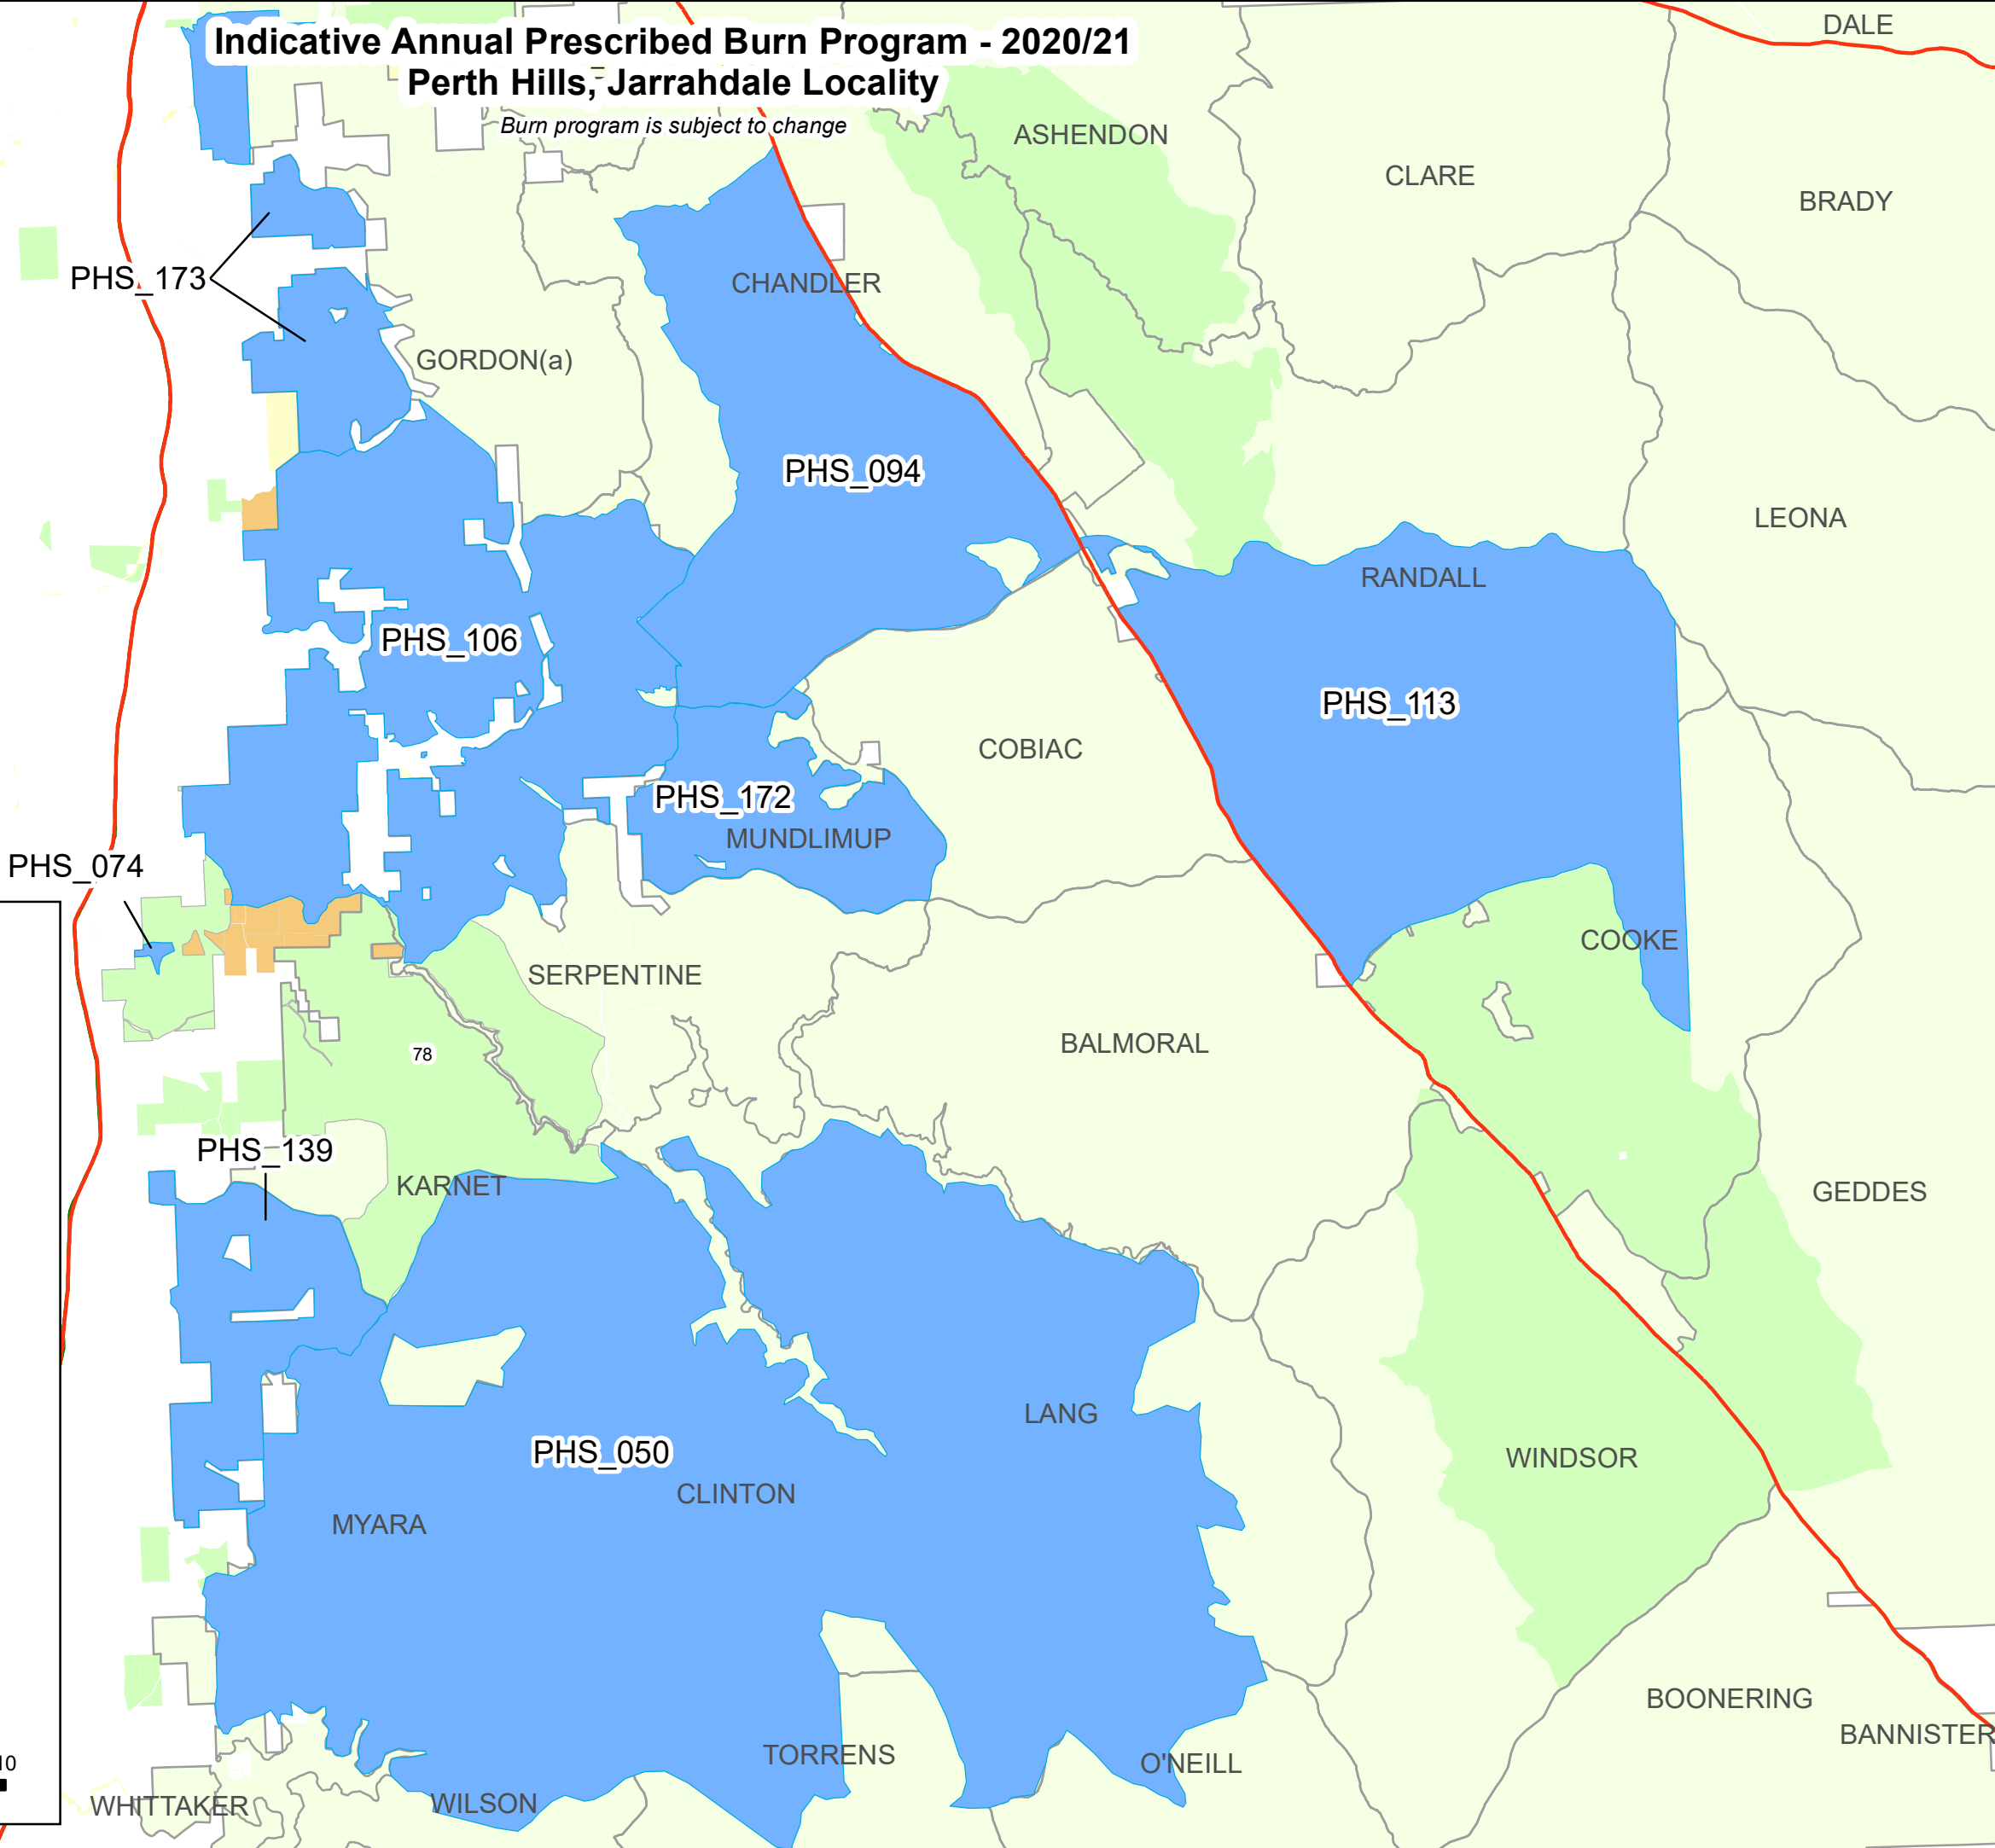 Indicative Annual Prescribed Burn Program - 2020/21
Perth Hills, Jarrahdale Locality
Burn program is subject to change
DALE
ASHENDON
CLARE
BRADY
PHS_173
CHANDLER
GORDON(a)
PHS_094
LEONA
RANDALL
PHS_106
PHS_113
COBIAC
PHS_172
MUNDLIMUP
PHS_074
COOKE
SERPENTINE
BALMORAL
78
PHS_139
KARNET
GEDDES
LANG
PHS_050
WINDSOR
CLINTON
MYARA
BOONERING
BANNISTER
TORRENS
O'NEILL
10
WHITTAKER
WILSON